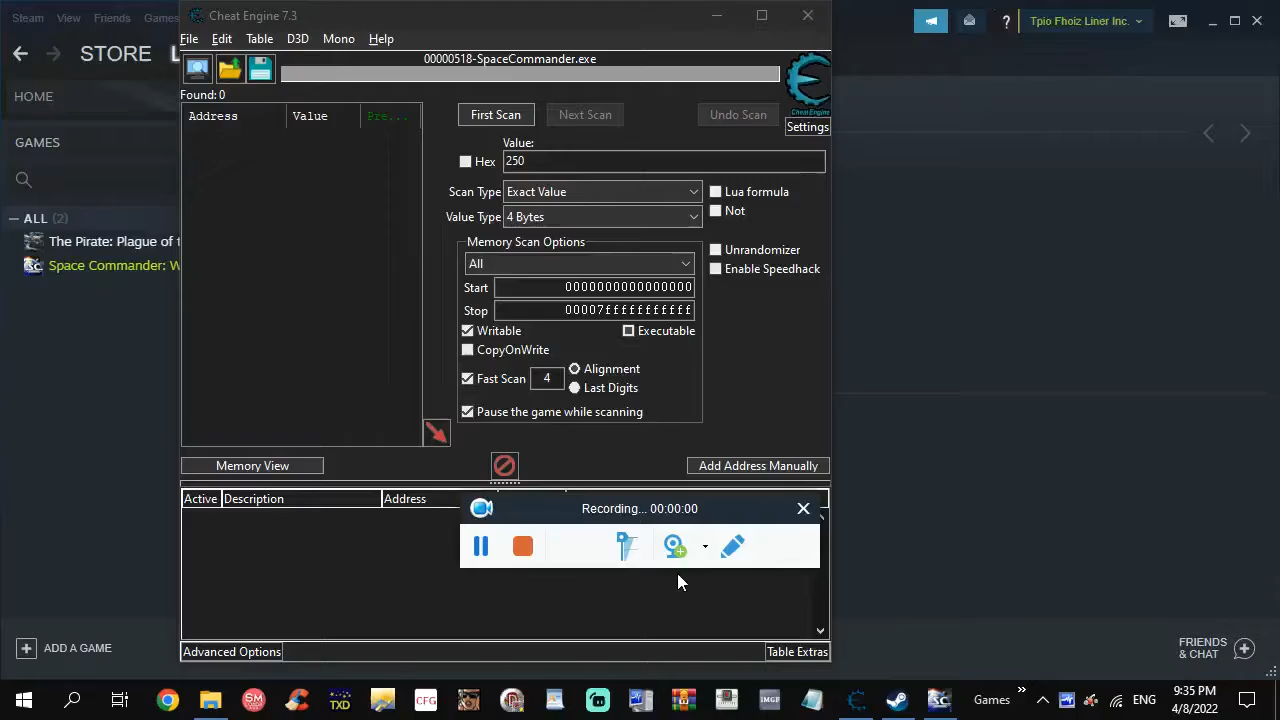 Steam View Friends Games
Cheat Engine 7.3
Tpio Fhoiz Liner Inc.
STORE
File Edit Table D3D Mono Help
00000518-SpaceCommander.exe
HOME
Found: 0
Address Value Pre...
First Scan Next Scan Undo Scan
Cheat Engine
Settings
GAMES
Value:
Hex 250
Scan Type Exact Value Lua formula
Value Type 4 Bytes Not
ALL (2)
The Pirate: Plague of t
Space Commander: W
Memory Scan Options
All
Unrandomizer
Enable Speedhack
Start 0000000000000000
Stop 00007fffffffffff
Writable Executable
CopyOnWrite
Fast Scan 4 Alignment
Last Digits
Pause the game while scanning
Memory View Add Address Manually
Active Description Address
Recording... 00:00:00
ADD A GAME
FRIENDS
& CHAT
Advanced Options Table Extras
SM TXD CFG IMGF Games » ENG
9:35 PM
4/8/2022